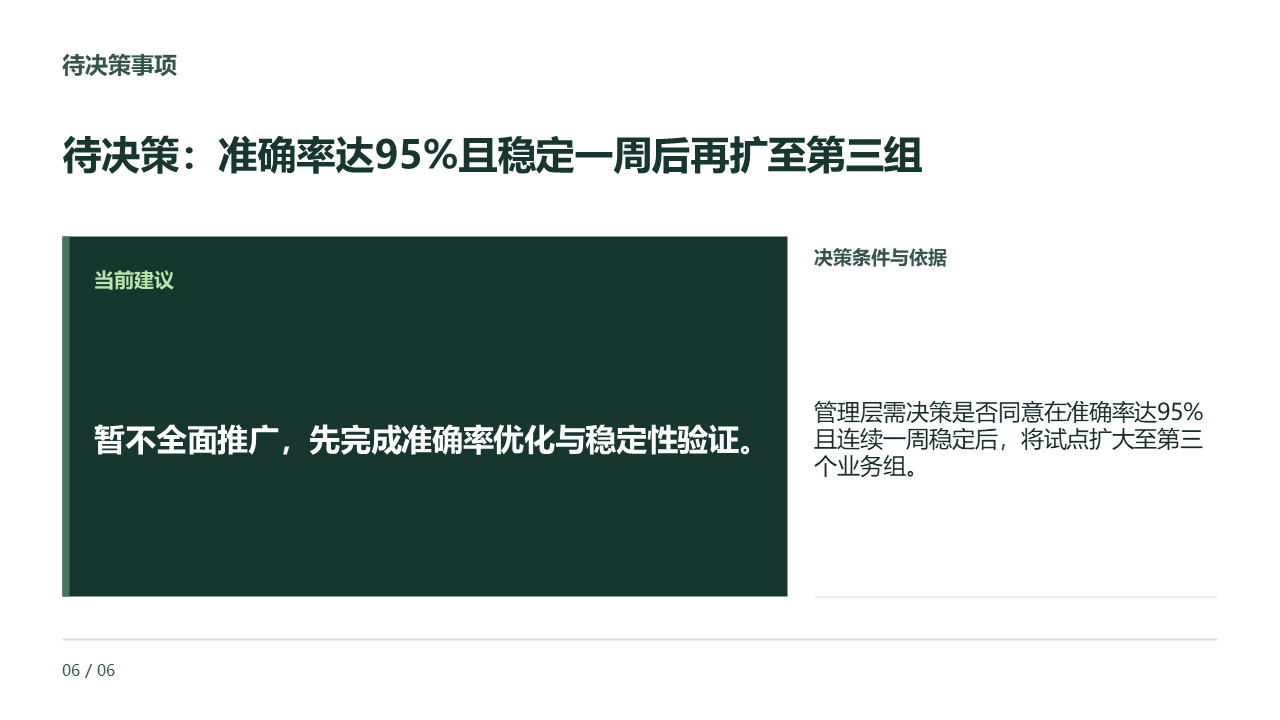 待决策事项
待决策：准确率达95%且稳定一周后再扩至第三组
当前建议
暂不全面推广，先完成准确率优化与稳定性验证。
决策条件与依据
管理层需决策是否同意在准确率达95%
且连续一周稳定后，将试点扩大至第三
个业务组。
06 / 06